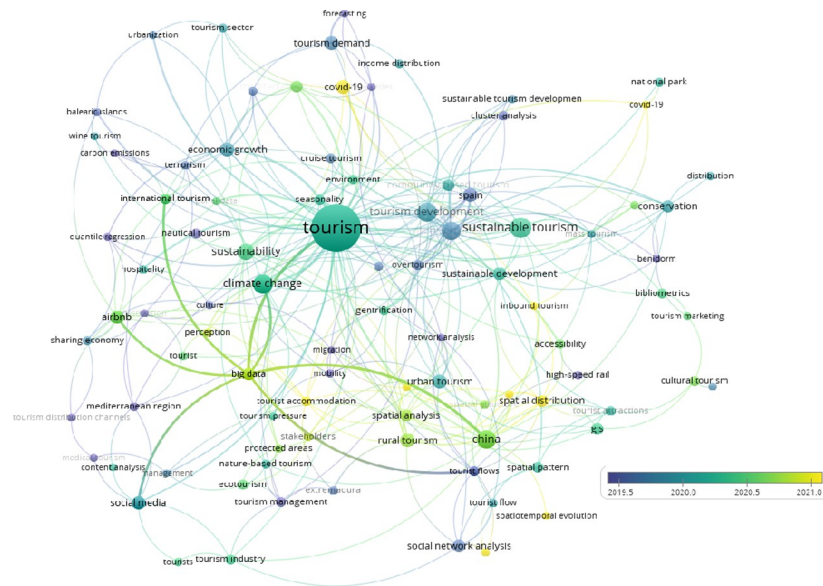 forecasting
tourism sector
urbanization
tourism demand
income distribution
national park
covid-19
sustainable tourism developmen
covid-19
balearic islands
cluster analysis
wine tourism
carbon emissions
economic growth
cruise tourism
terrorism
environment
distribution
international tourism
seasonality
spain
conservation
tourism development
tourism
sustainable tourism
nautical tourism
mass tourism
quantile regression
sustainability
benidorm
hospitality
overtourism
sustainable development
climate change
bibliometrics
culture
gentrification
inbound tourism
airbnb
tourism marketing
perception
sharing economy
network analysis
accessibility
tourist
migration
big data
mobility
urban tourism
high-speed rail
cultural tourism
mediterranean region
tourist accommodation
spatial distribution
tourism distribution channels
tourism pressure
spatial analysis
tourist attractions
stakeholders
rural tourism
china
gis
protected areas
medical tourism
content analysis
nature-based tourism
tourist flows
spatial pattern
management
ecotourism
extremadura
social media
tourism management
tourist flow
spatiotemporal evolution
2019.5 2020.0 2020.5 2021.0
social network analysis
tourists
tourism industry